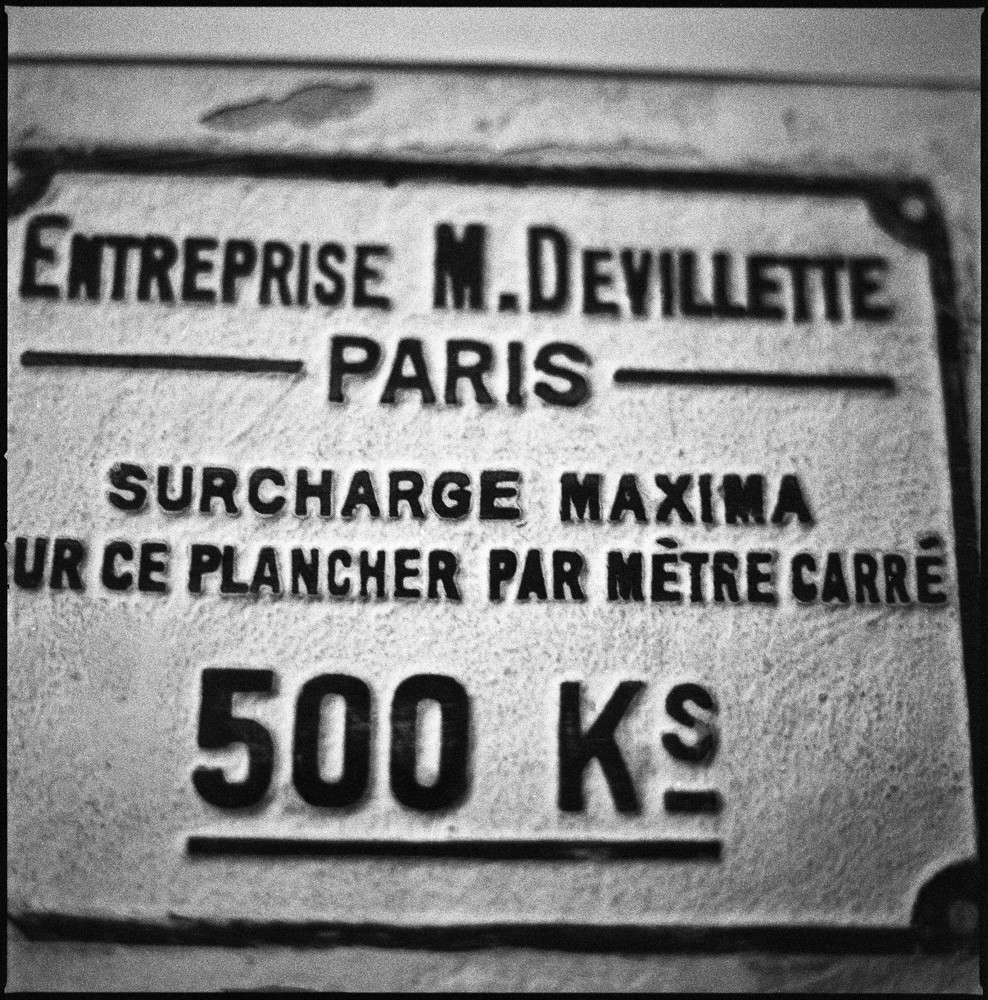 ENTREPRISE M. DEVILLETTE
PARIS
SURCHARGE MAXIMA
UR CE PLANCHER PAR MÈTRE CARRÉ
500 Ks